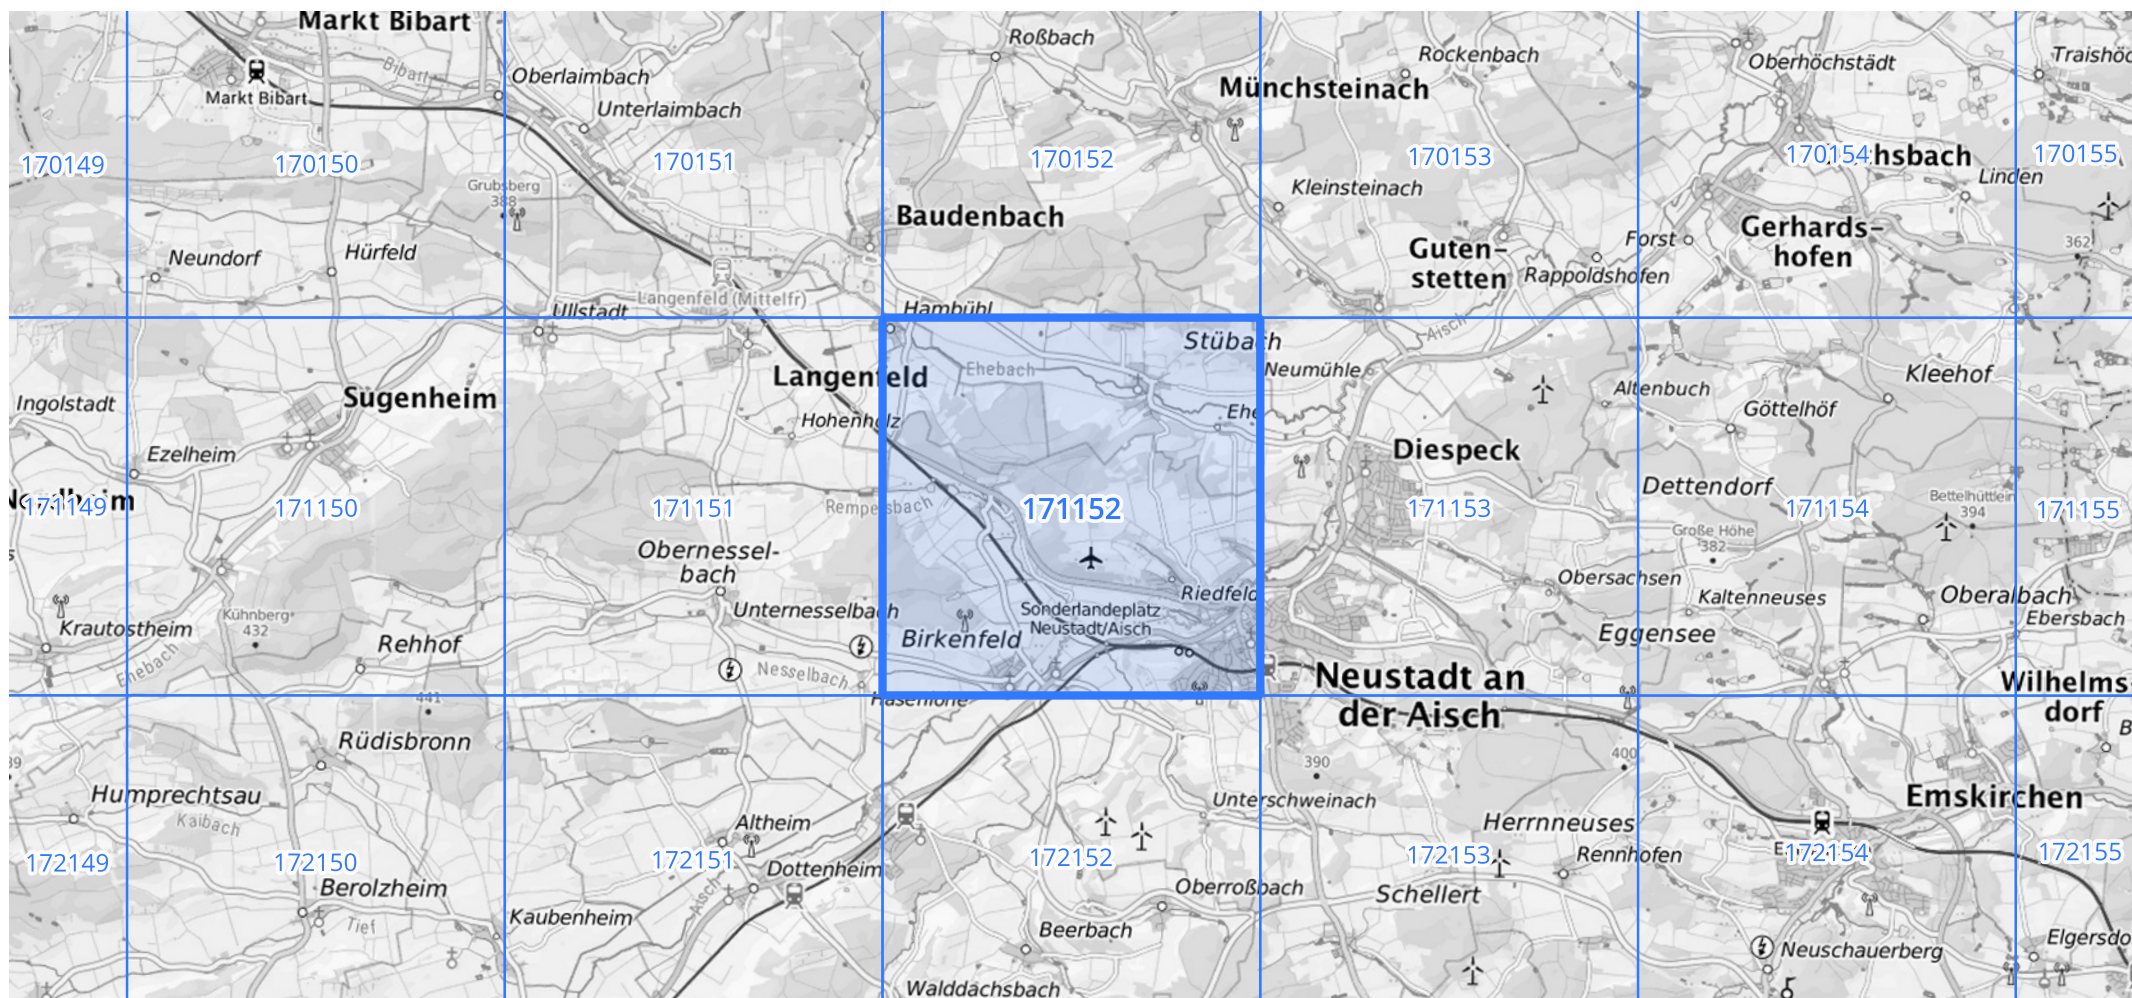 Markt Bibart
Roßbach
Rockenbach
Oberhöchstädt
Bibart
Oberlaimbach
Münchsteinach
Markt Bibart
Unterlaimbach
170149
170150
170151
170152
170153
170154
hsbach
170155
Grubsberg
388
Kleinsteinach
Linden
Baudenbach
Neundorf
Hürfeld
Guten-
stetten
Forst
Rappoldshofen
Gerhards-
hofen
362
Langenfeld (Mittelfr)
Ullstadt
Hambühl
Aisch
Stübach
Ehebach
Neumühle
Kleehof
Ingolstadt
Sugenheim
Langenfeld
Altenbuch
Göttelhöf
Hohenholz
Ehe
Ezelheim
Diespeck
Dettendorf
171149
171150
171151
Rempelsbach
171152
171153
171154
Bettelhüttlein
394
171155
Große Höhe
382
Obernessel-
bach
Riedfeld
Obersachsen
Kaltenneuses
Oberalbach
Kühnberg
432
Unternesselbach
Sonderlandeplatz
Neustadt/Aisch
Ebersbach
Krautostheim
Rehhof
Birkenfeld
Eggensee
Ehebach
Nesselbach
Neustadt an
der Aisch
Wilhelms-
dorf
441
Hasenlohe
Rüdisbronn
390
400
Humprechtsau
Kaibach
Altheim
Unterschweinach
Herrnneuses
Emskirchen
172149
172150
172151
172152
172153
Rennhofen
172154
172155
Dottenheim
Berolzheim
Oberroßbach
Schellert
Aisch
Kaubenheim
Tief
Beerbach
Neuschauerberg
Elgersdo
Walddachsbach